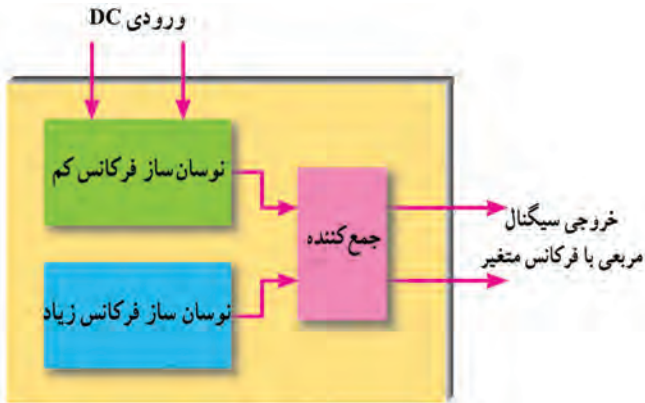 ورودی DC
نوسان‌ساز فرکانس کم
جمع‌کننده
نوسان ساز فرکانس زیاد
خروجی سیگنال
مربعی با فرکانس متغیر